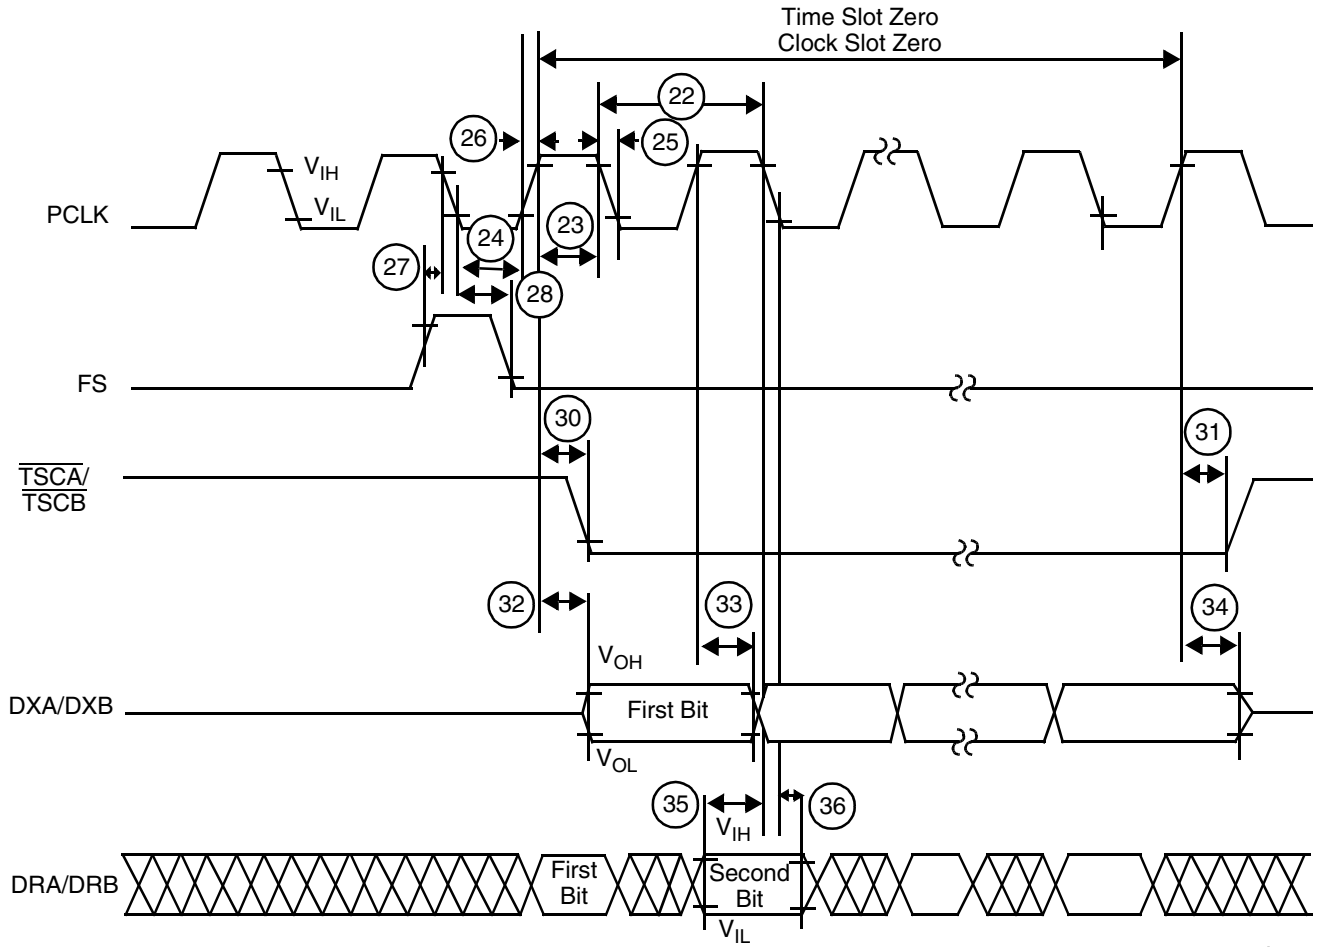 Time Slot Zero
Clock Slot Zero
22
26
25
VIH
VIL
PCLK
23
24
27
28
FS
30
31
TSCA/
TSCB
32
33
34
VOH
DXA/DXB
First Bit
VOL
35
36
VIH
DRA/DRB
First
Bit
Second
Bit
VIL